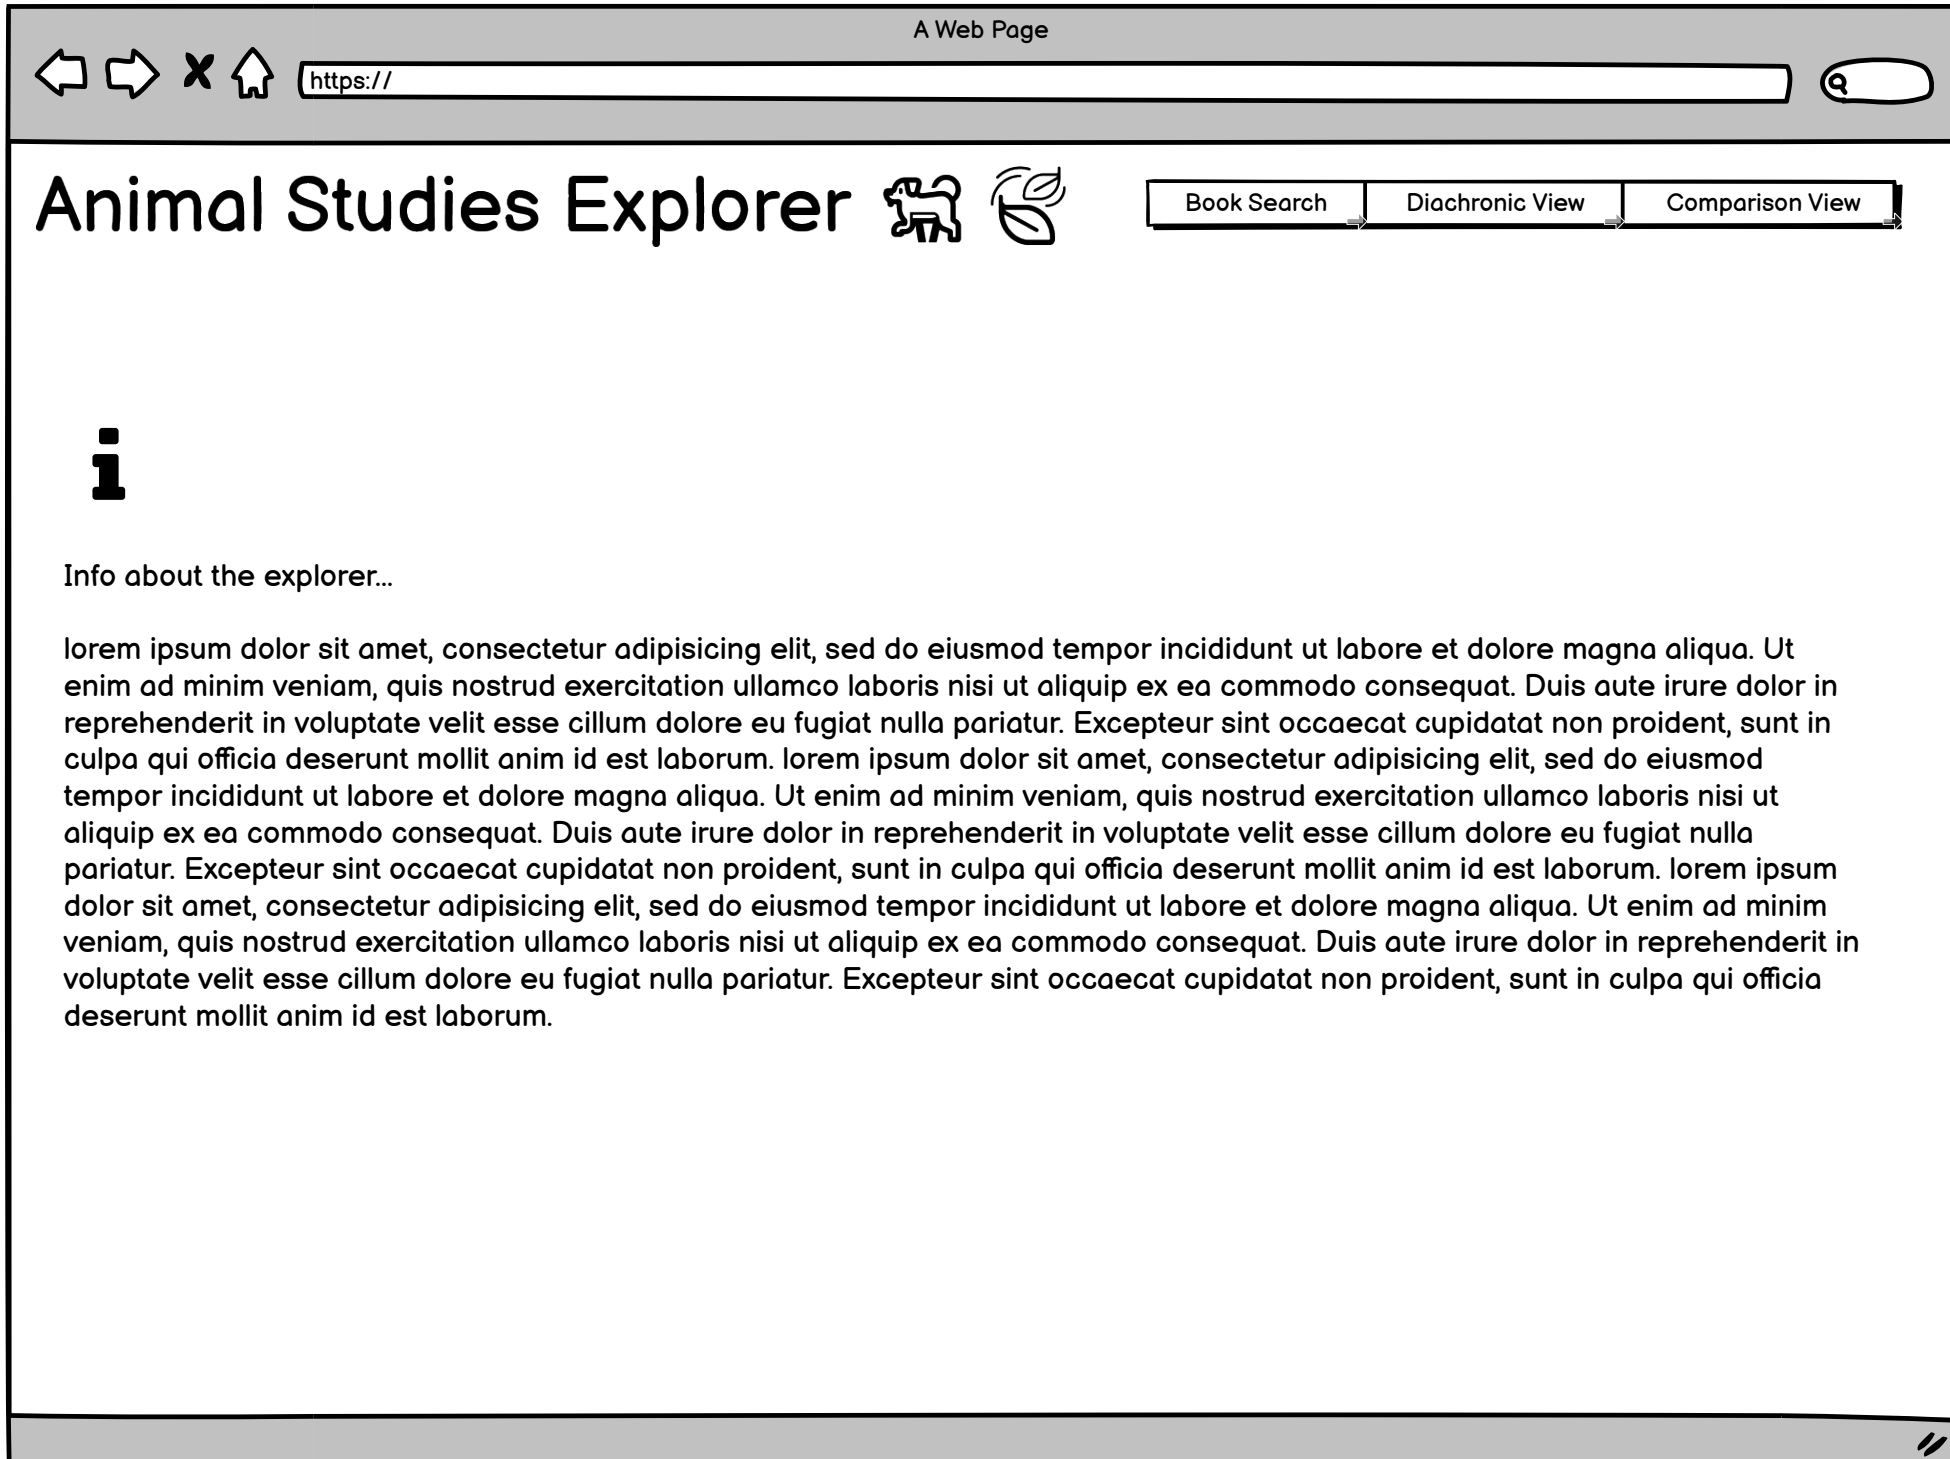 A Web Page
https://
Animal Studies Explorer
Book Search
Diachronic View
Comparison View
i
Info about the explorer...
lorem ipsum dolor sit amet, consectetur adipisicing elit, sed do eiusmod tempor incididunt ut labore et dolore magna aliqua. Ut
enim ad minim veniam, quis nostrud exercitation ullamco laboris nisi ut aliquip ex ea commodo consequat. Duis aute irure dolor in
reprehenderit in voluptate velit esse cillum dolore eu fugiat nulla pariatur. Excepteur sint occaecat cupidatat non proident, sunt in
culpa qui officia deserunt mollit anim id est laborum. lorem ipsum dolor sit amet, consectetur adipisicing elit, sed do eiusmod
tempor incididunt ut labore et dolore magna aliqua. Ut enim ad minim veniam, quis nostrud exercitation ullamco laboris nisi ut
aliquip ex ea commodo consequat. Duis aute irure dolor in reprehenderit in voluptate velit esse cillum dolore eu fugiat nulla
pariatur. Excepteur sint occaecat cupidatat non proident, sunt in culpa qui officia deserunt mollit anim id est laborum. lorem ipsum
dolor sit amet, consectetur adipisicing elit, sed do eiusmod tempor incididunt ut labore et dolore magna aliqua. Ut enim ad minim
veniam, quis nostrud exercitation ullamco laboris nisi ut aliquip ex ea commodo consequat. Duis aute irure dolor in reprehenderit in
voluptate velit esse cillum dolore eu fugiat nulla pariatur. Excepteur sint occaecat cupidatat non proident, sunt in culpa qui officia
deserunt mollit anim id est laborum.